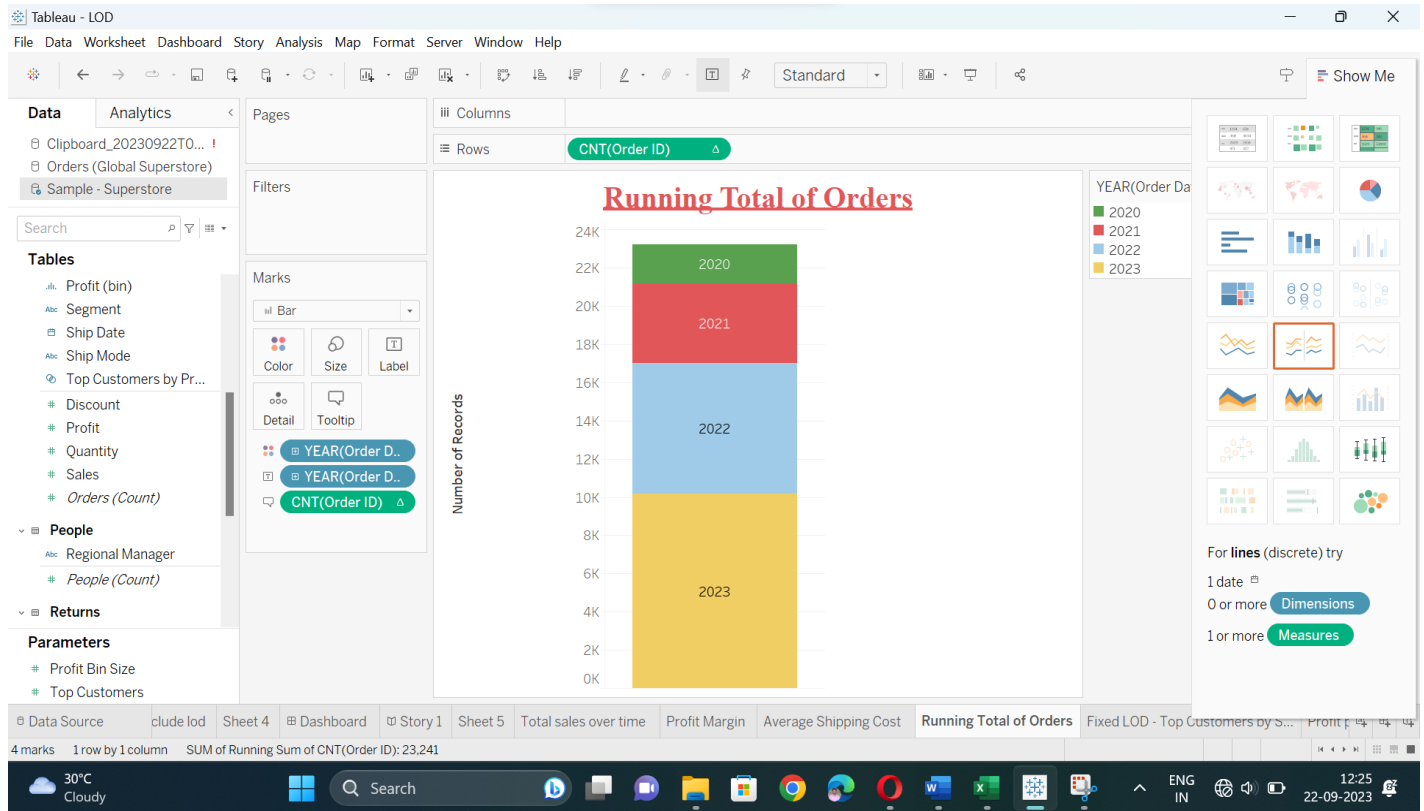 Tableau - LOD
File Data Worksheet Dashboard Story Analysis Map Format Server Window Help
Standard
Show Me
Data Analytics
Clipboard_20230922T0... !
Orders (Global Superstore)
Sample - Superstore
Search
Tables
Profit (bin)
Abc Segment
Ship Date
Abc Ship Mode
Top Customers by Pr...
# Discount
# Profit
# Quantity
# Sales
# Orders (Count)
People
Abc Regional Manager
# People (Count)
Returns
Parameters
# Profit Bin Size
# Top Customers
Pages
Filters
Marks
Bar
Color Size Label
Detail Tooltip
YEAR(Order D..
YEAR(Order D..
CNT(Order ID) Δ
iii Columns
Rows
CNT(Order ID) Δ
Running Total of Orders
Number of Records
24K
22K
20K
18K
16K
14K
12K
10K
8K
6K
4K
2K
0K
2020
2021
2022
2023
YEAR(Order Da
2020
2021
2022
2023
For lines (discrete) try
1 date
0 or more Dimensions
1 or more Measures
Data Source clude lod Sheet 4 Dashboard Story 1 Sheet 5 Total sales over time Profit Margin Average Shipping Cost Running Total of Orders Fixed LOD - Top Customers by S...
4 marks 1 row by 1 column SUM of Running Sum of CNT(Order ID): 23,241
30°C
Cloudy
Search
ENG
IN
12:25
22-09-2023